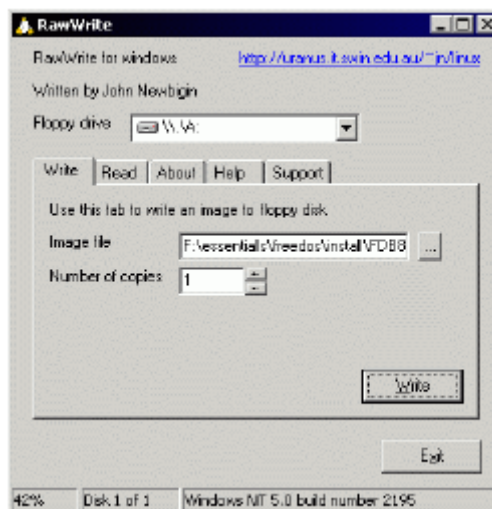 RawWrite
RawWrite for windows http://uranus.it.swin.edu.au/~jn/linux
Written by John Newbigin
Floppy drive \\.\A:
Write Read About Help Support
Use this tab to write an image to floppy disk
Image file F:\essentials\freedos\install\FDB8 ...
Number of copies 1
Write
Exit
42% Disk 1 of 1 Windows NT 5.0 build number 2195